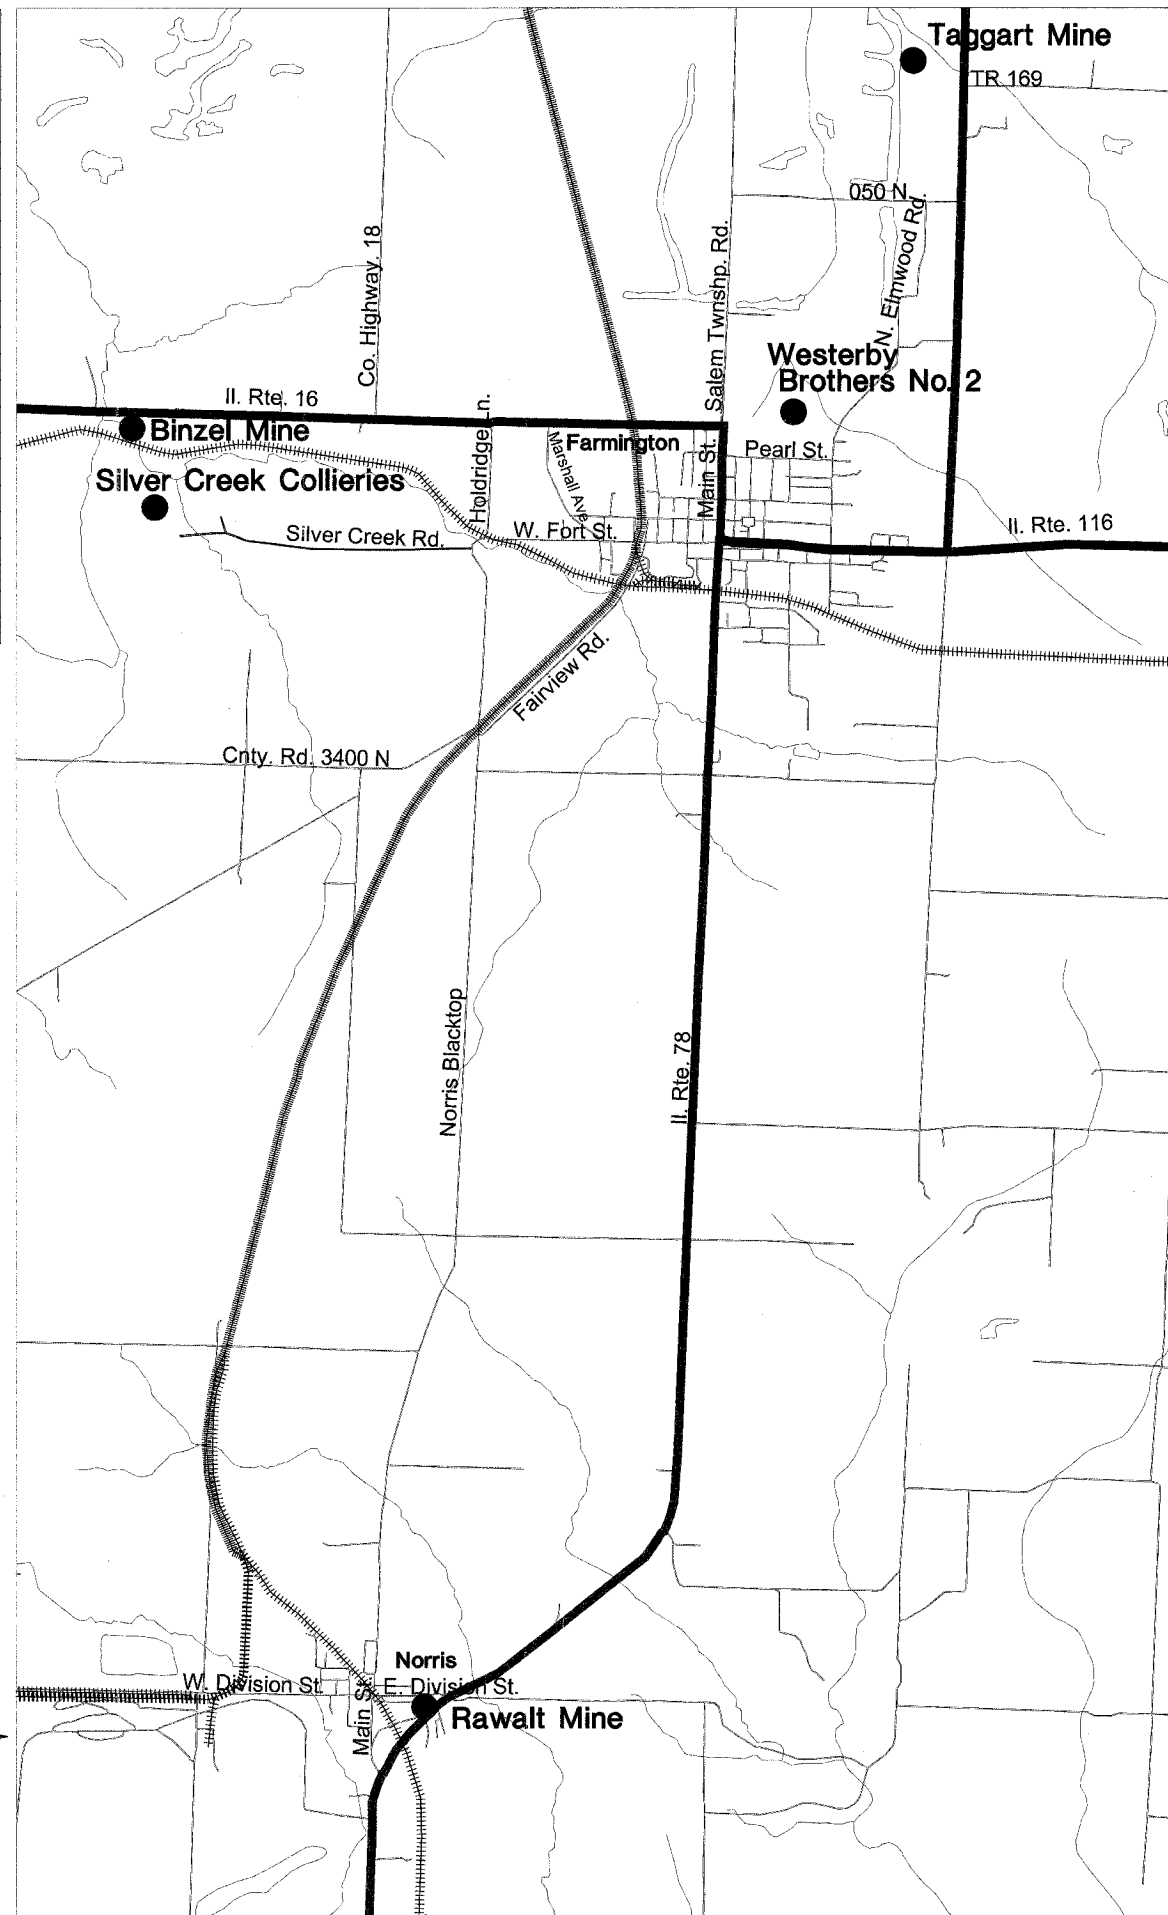 Taggart Mine
TR 169
050 N.
N. Elmwood Rd.
Co. Highway. 18
Salem Twnshp. Rd.
Westerby
Brothers No. 2
Il. Rte. 16
Binzel Mine
Holdridge Ln.
Marshall Ave.
Farmington
Main St.
Pearl St.
Silver Creek Collieries
Silver Creek Rd.
W. Fort St.
Il. Rte. 116
Fairview Rd.
Cnty. Rd. 3400 N
Norris Blacktop
Il. Rte. 78
Norris
W. Division St.
E. Division St.
Main St.
Rawalt Mine